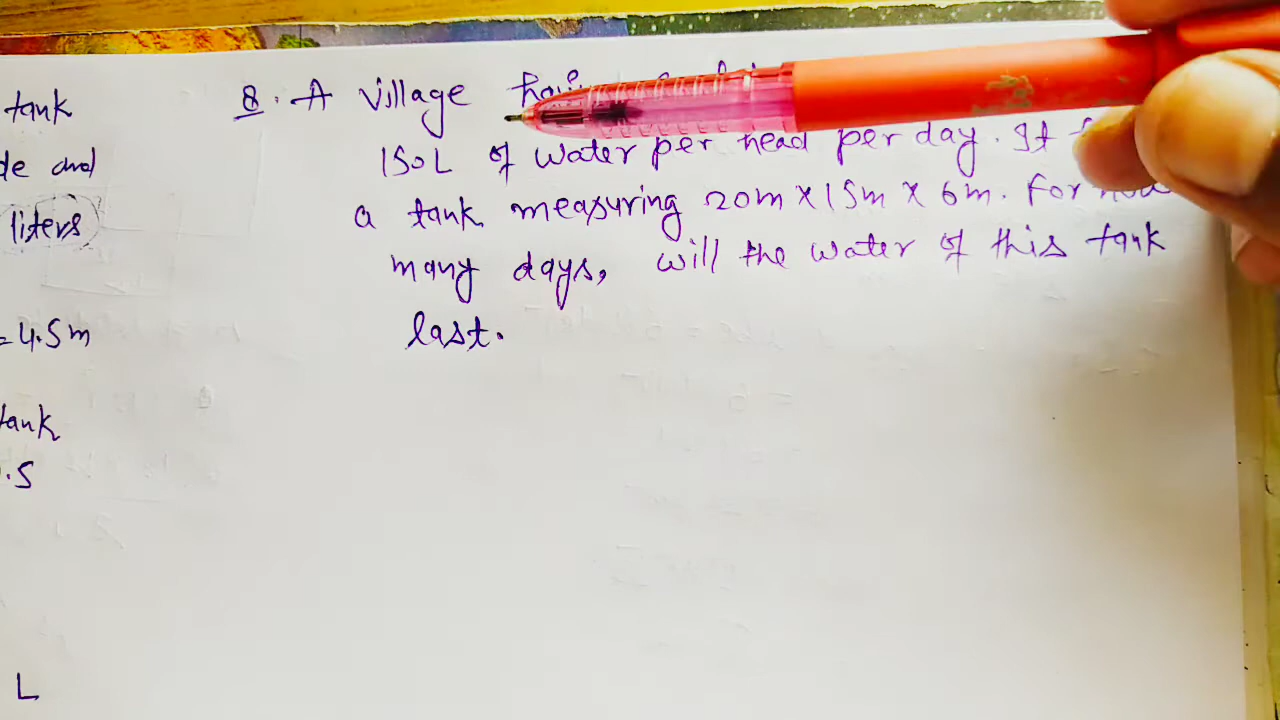 tank
de and
liters
= 4.5m
tank
.5
L
8. A village
150L of water per head per day. It
a tank measuring 20m x 15m x 6m. For
many days, will the water of this tank
last.